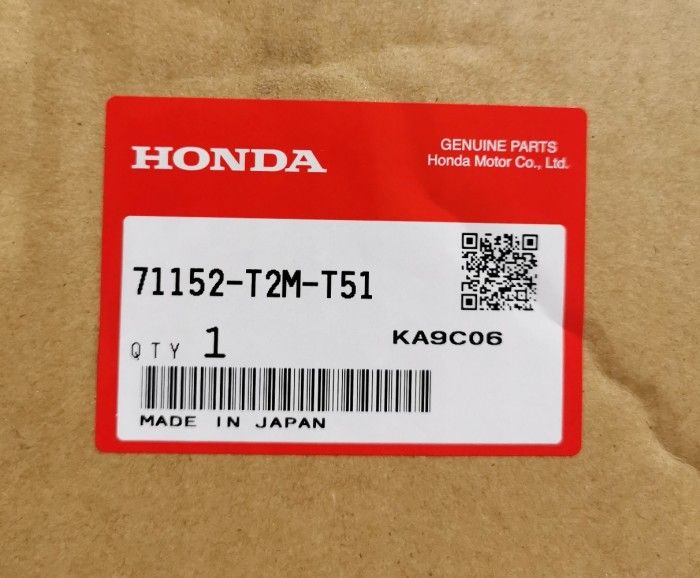 HONDA
GENUINE PARTS
Honda Motor Co., Ltd.
71152-T2M-T51
QTY 1
KA9C06
MADE IN JAPAN